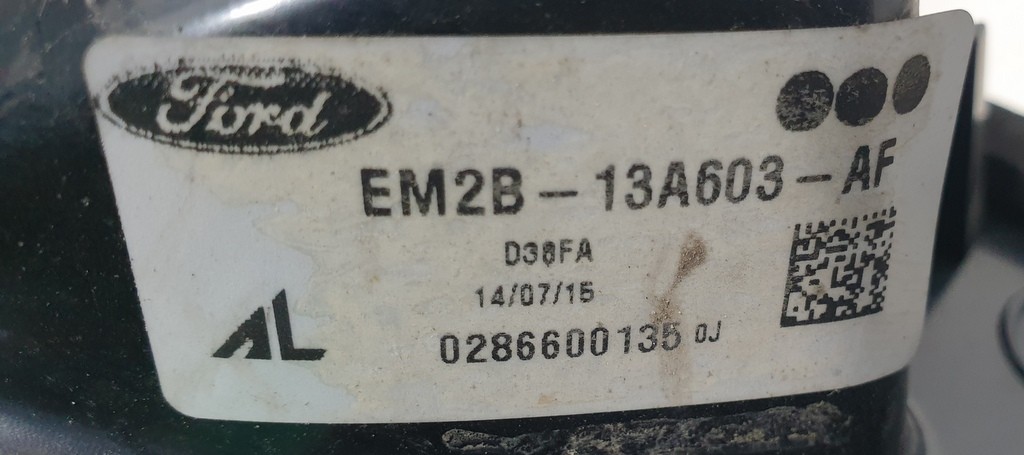 Ford
EM2B-13A603-AF
D38FA
14/07/15
0286600135 0J
AL